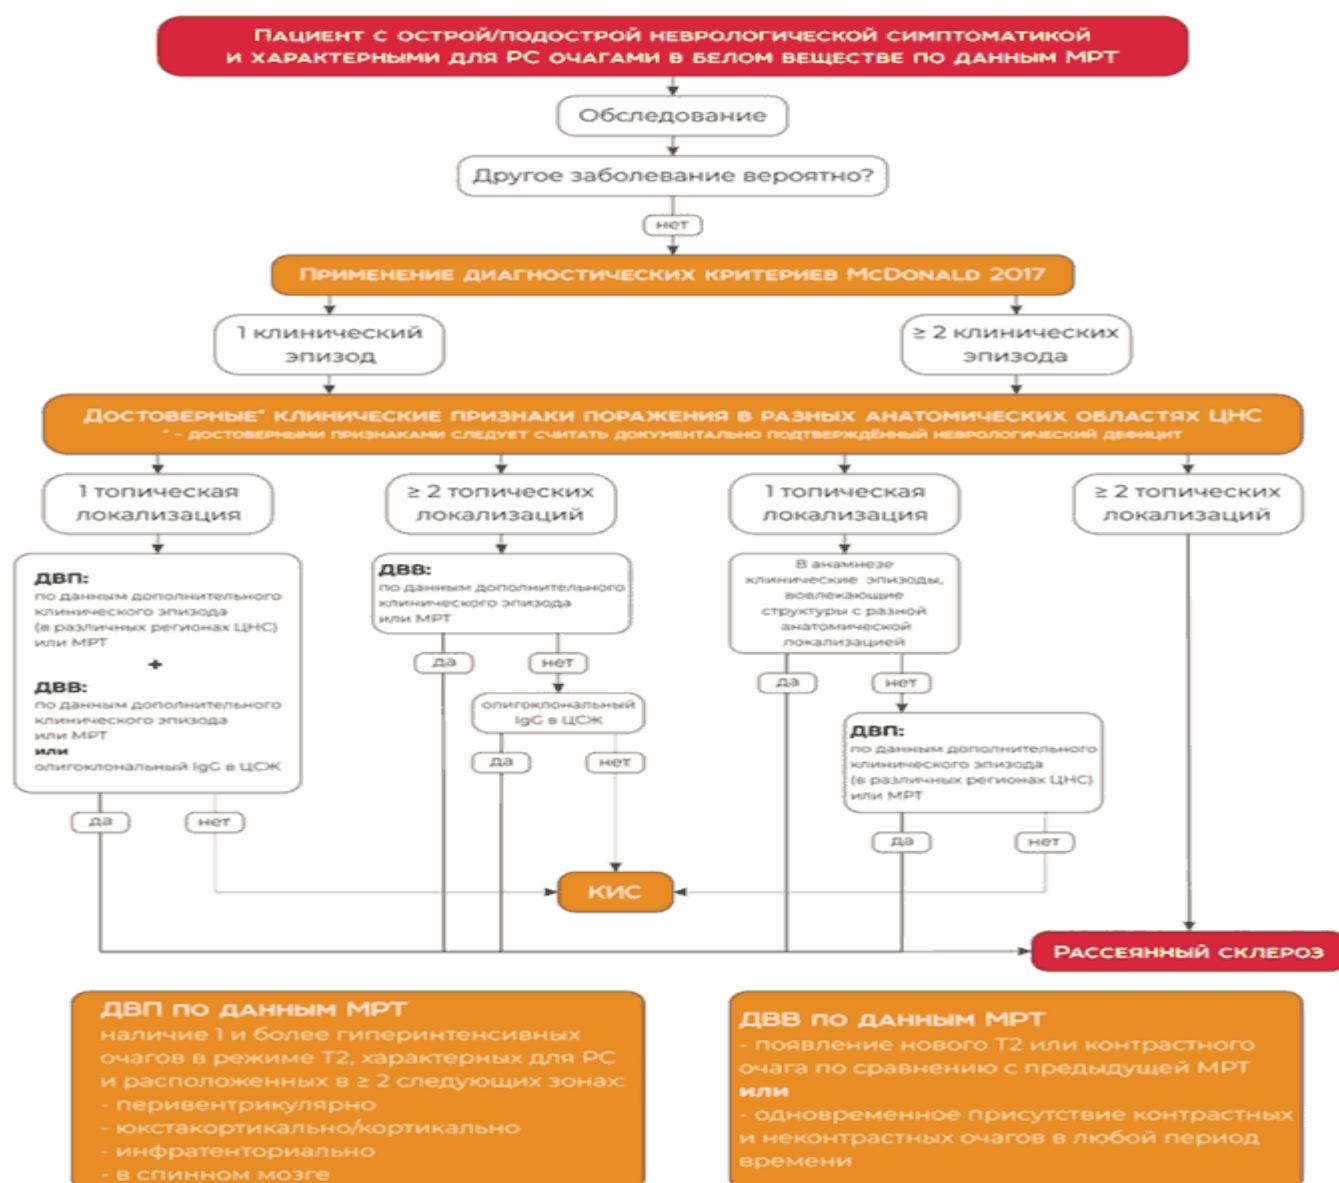 Пациент с острой/подострой неврологической симптоматикой
и характерными для РС очагами в белом веществе по данным МРТ
Обследование
Другое заболевание вероятно?
нет
Применение диагностических критериев McDonald 2017
1 клинический
эпизод
≥ 2 клинических
эпизода
Достоверные* клинические признаки поражения в разных анатомических областях ЦНС
* - достоверными признаками следует считать документально подтверждённый неврологический дефицит
1 топическая
локализация
≥ 2 топических
локализаций
1 топическая
локализация
≥ 2 топических
локализаций
ДВП:
по данным дополнительного
клинического эпизода
(в различных регионах ЦНС)
или МРТ
+
ДВВ:
по данным дополнительного
клинического эпизода
или МРТ
или
олигоклональный IgG в ЦСЖ
да
нет
ДВВ:
по данным дополнительного
клинического эпизода
или МРТ
да
нет
олигоклональный
IgG в ЦСЖ
да
нет
В анамнезе
клинические эпизоды,
вовлекающие
структуры с разной
анатомической
локализацией
да
нет
ДВП:
по данным дополнительного
клинического эпизода
(в различных регионах ЦНС)
или МРТ
да
нет
КИС
Рассеянный склероз
ДВП по данным МРТ
наличие 1 и более гиперинтенсивных
очагов в режиме Т2, характерных для РС
и расположенных в ≥ 2 следующих зонах:
- перивентрикулярно
- юкстакортикально/кортикально
- инфратенториально
- в спинном мозге
ДВВ по данным МРТ
- появление нового Т2 или контрастного
очага по сравнению с предыдущей МРТ
или
- одновременное присутствие контрастных
и неконтрастных очагов в любой период
времени